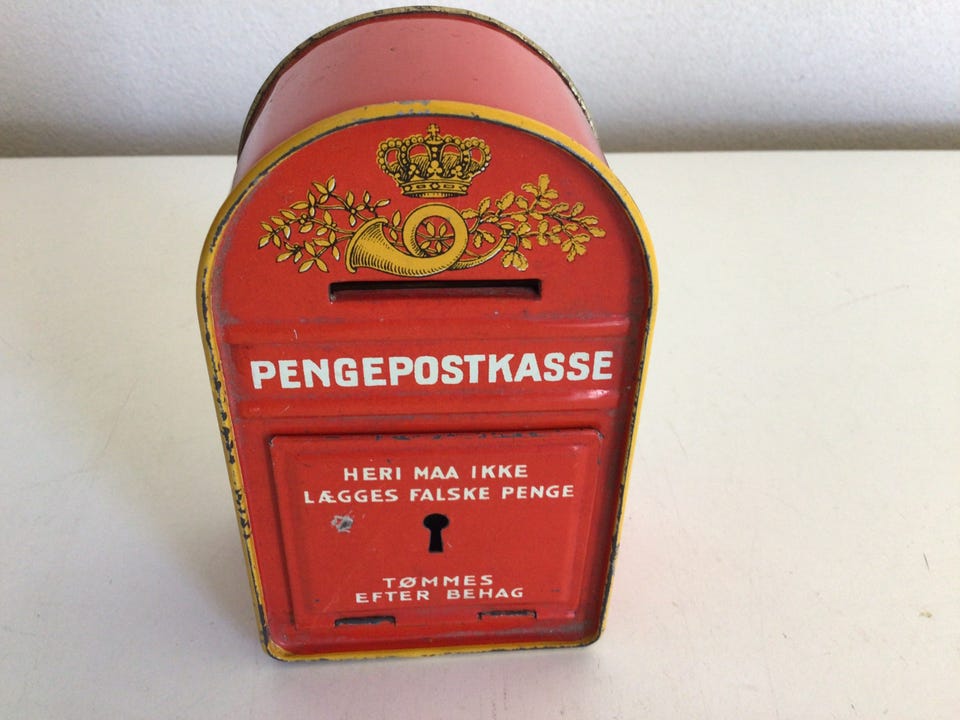 PENGEPOSTKASSE
HERI MAA IKKE
LÆGGES FALSKE PENGE
TØMMES
EFTER BEHAG